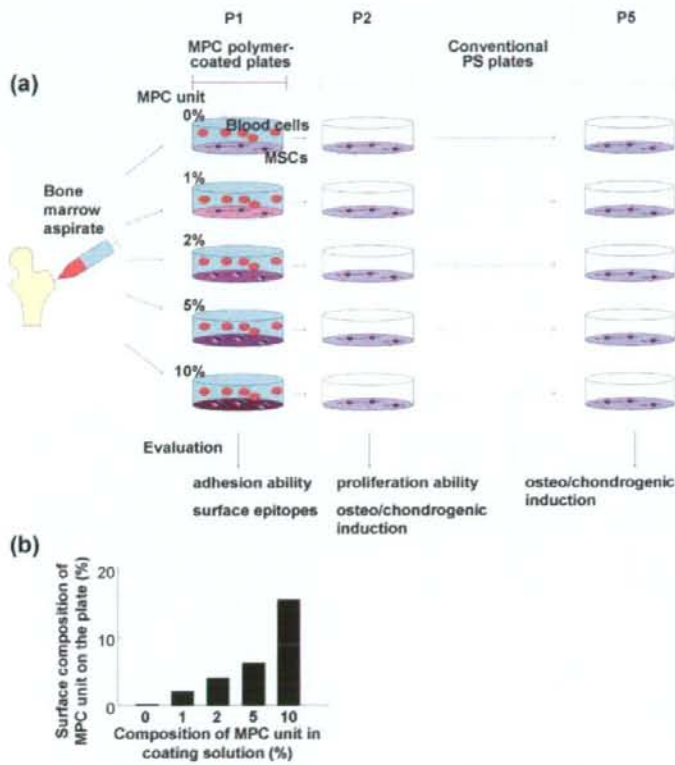 P1 P2 P5
MPC polymer-
coated plates
Conventional
PS plates
(a)
MPC unit
0%
Blood cells
MSCs
1%
Bone
marrow
aspirate
2%
5%
10%
Evaluation
adhesion ability
surface epitopes
proliferation ability
osteo/chondrogenic
induction
osteo/chondrogenic
induction
(b)
Surface composition of
MPC unit on the plate (%)
20
10
0
0 1 2 5 10
Composition of MPC unit in
coating solution (%)